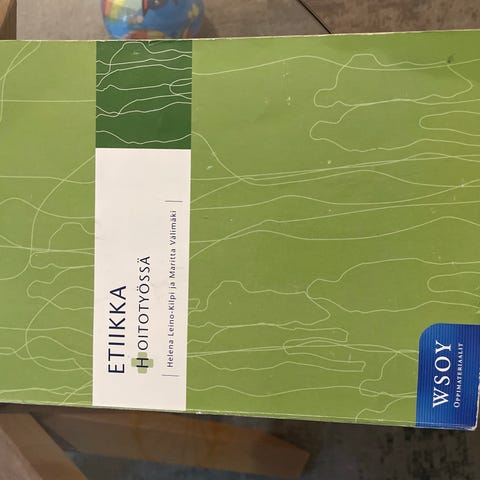 ETIIKKA
HOITOTYÖSSÄ
Helena Leino-Kilpi ja Maritta Välimäki
WSOY
OPPIMATERIAALIT